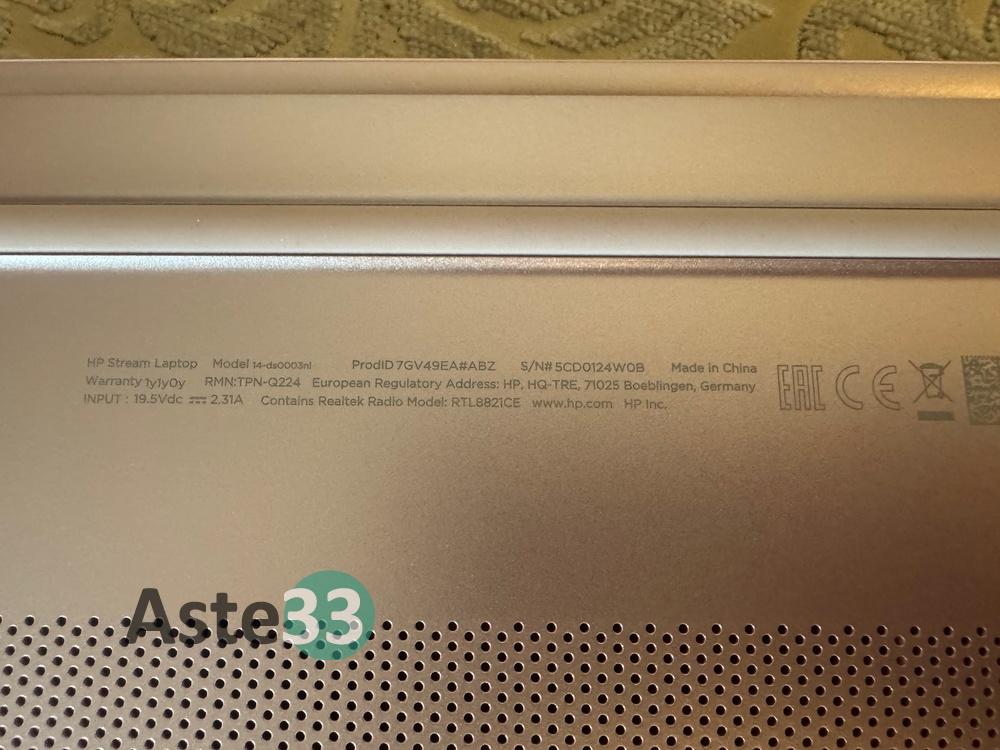 HP Stream Laptop Model 14-ds0003nl ProdID 7GV49EA#ABZ S/N# 5CD0124W0B Made in China
Warranty 1y1y0y RMN:TPN-Q224 European Regulatory Address: HP, HQ-TRE, 71025 Boeblingen, Germany
INPUT : 19.5Vdc ⎓ 2.31A Contains Realtek Radio Model: RTL8821CE www.hp.com HP Inc.
EAC CE
Aste33